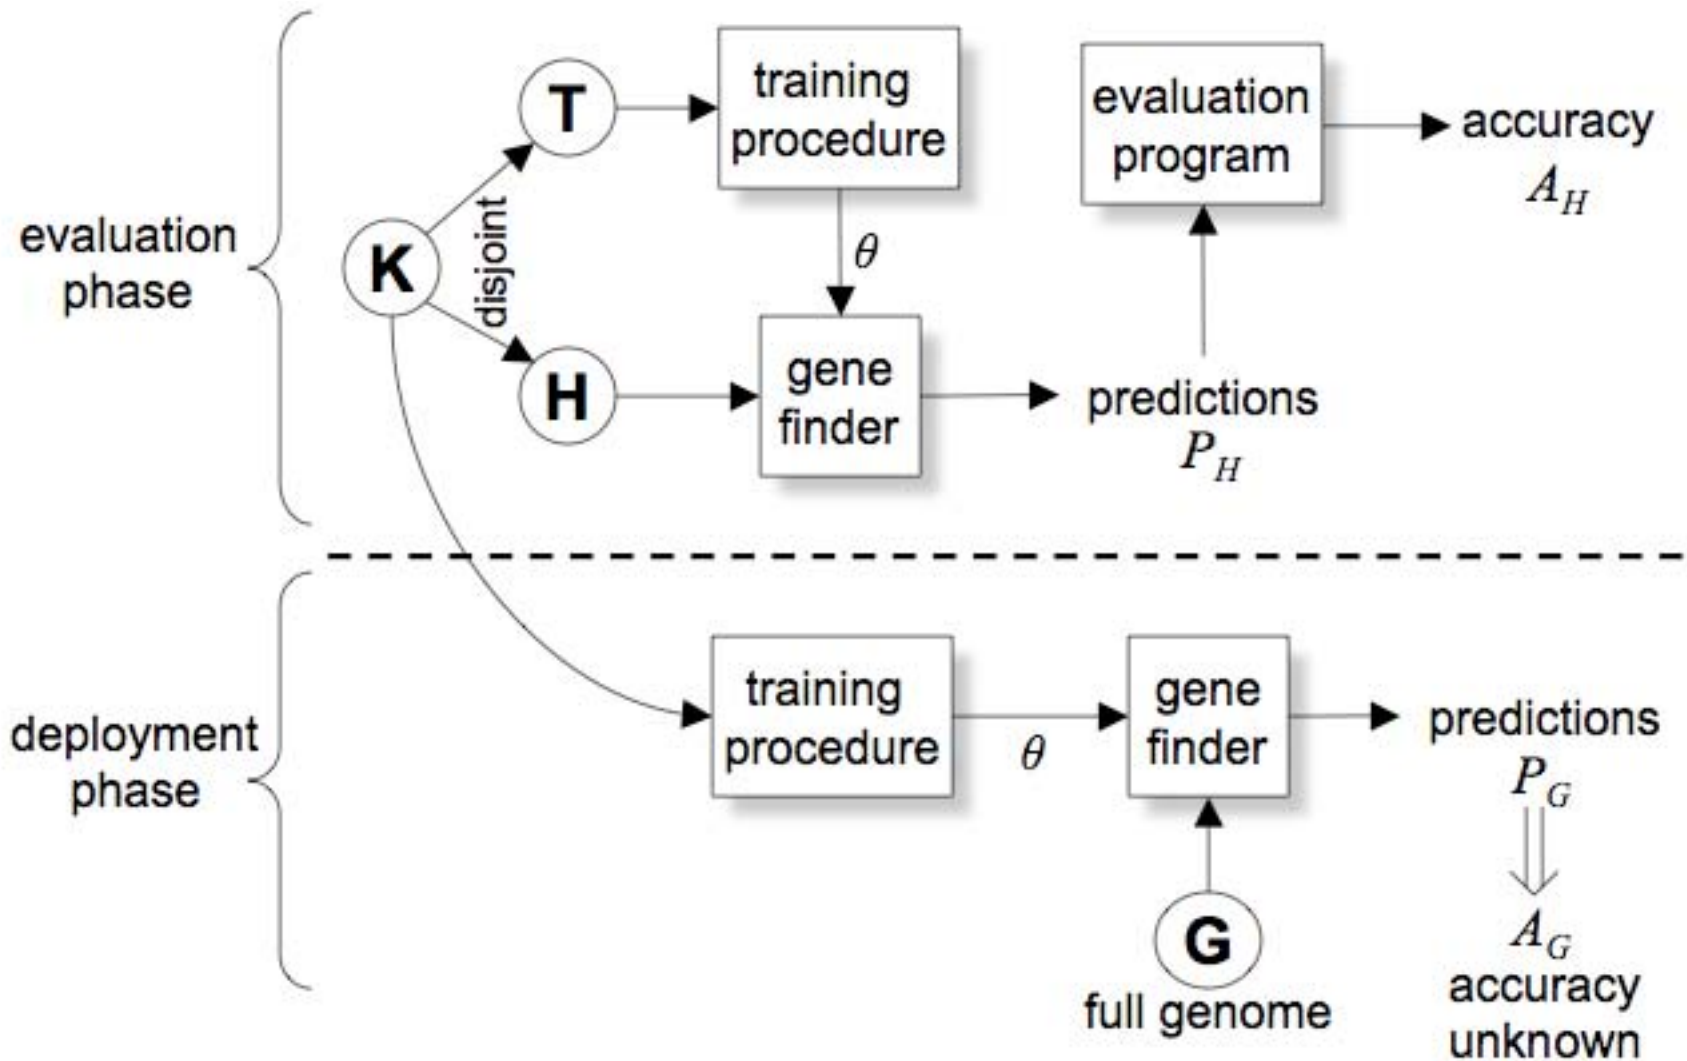 evaluation
phase
K
T
disjoint
H
training
procedure
θ
gene
finder
predictions
P_H
evaluation
program
accuracy
A_H
deployment
phase
training
procedure
θ
gene
finder
G
full genome
predictions
P_G
A_G
accuracy
unknown